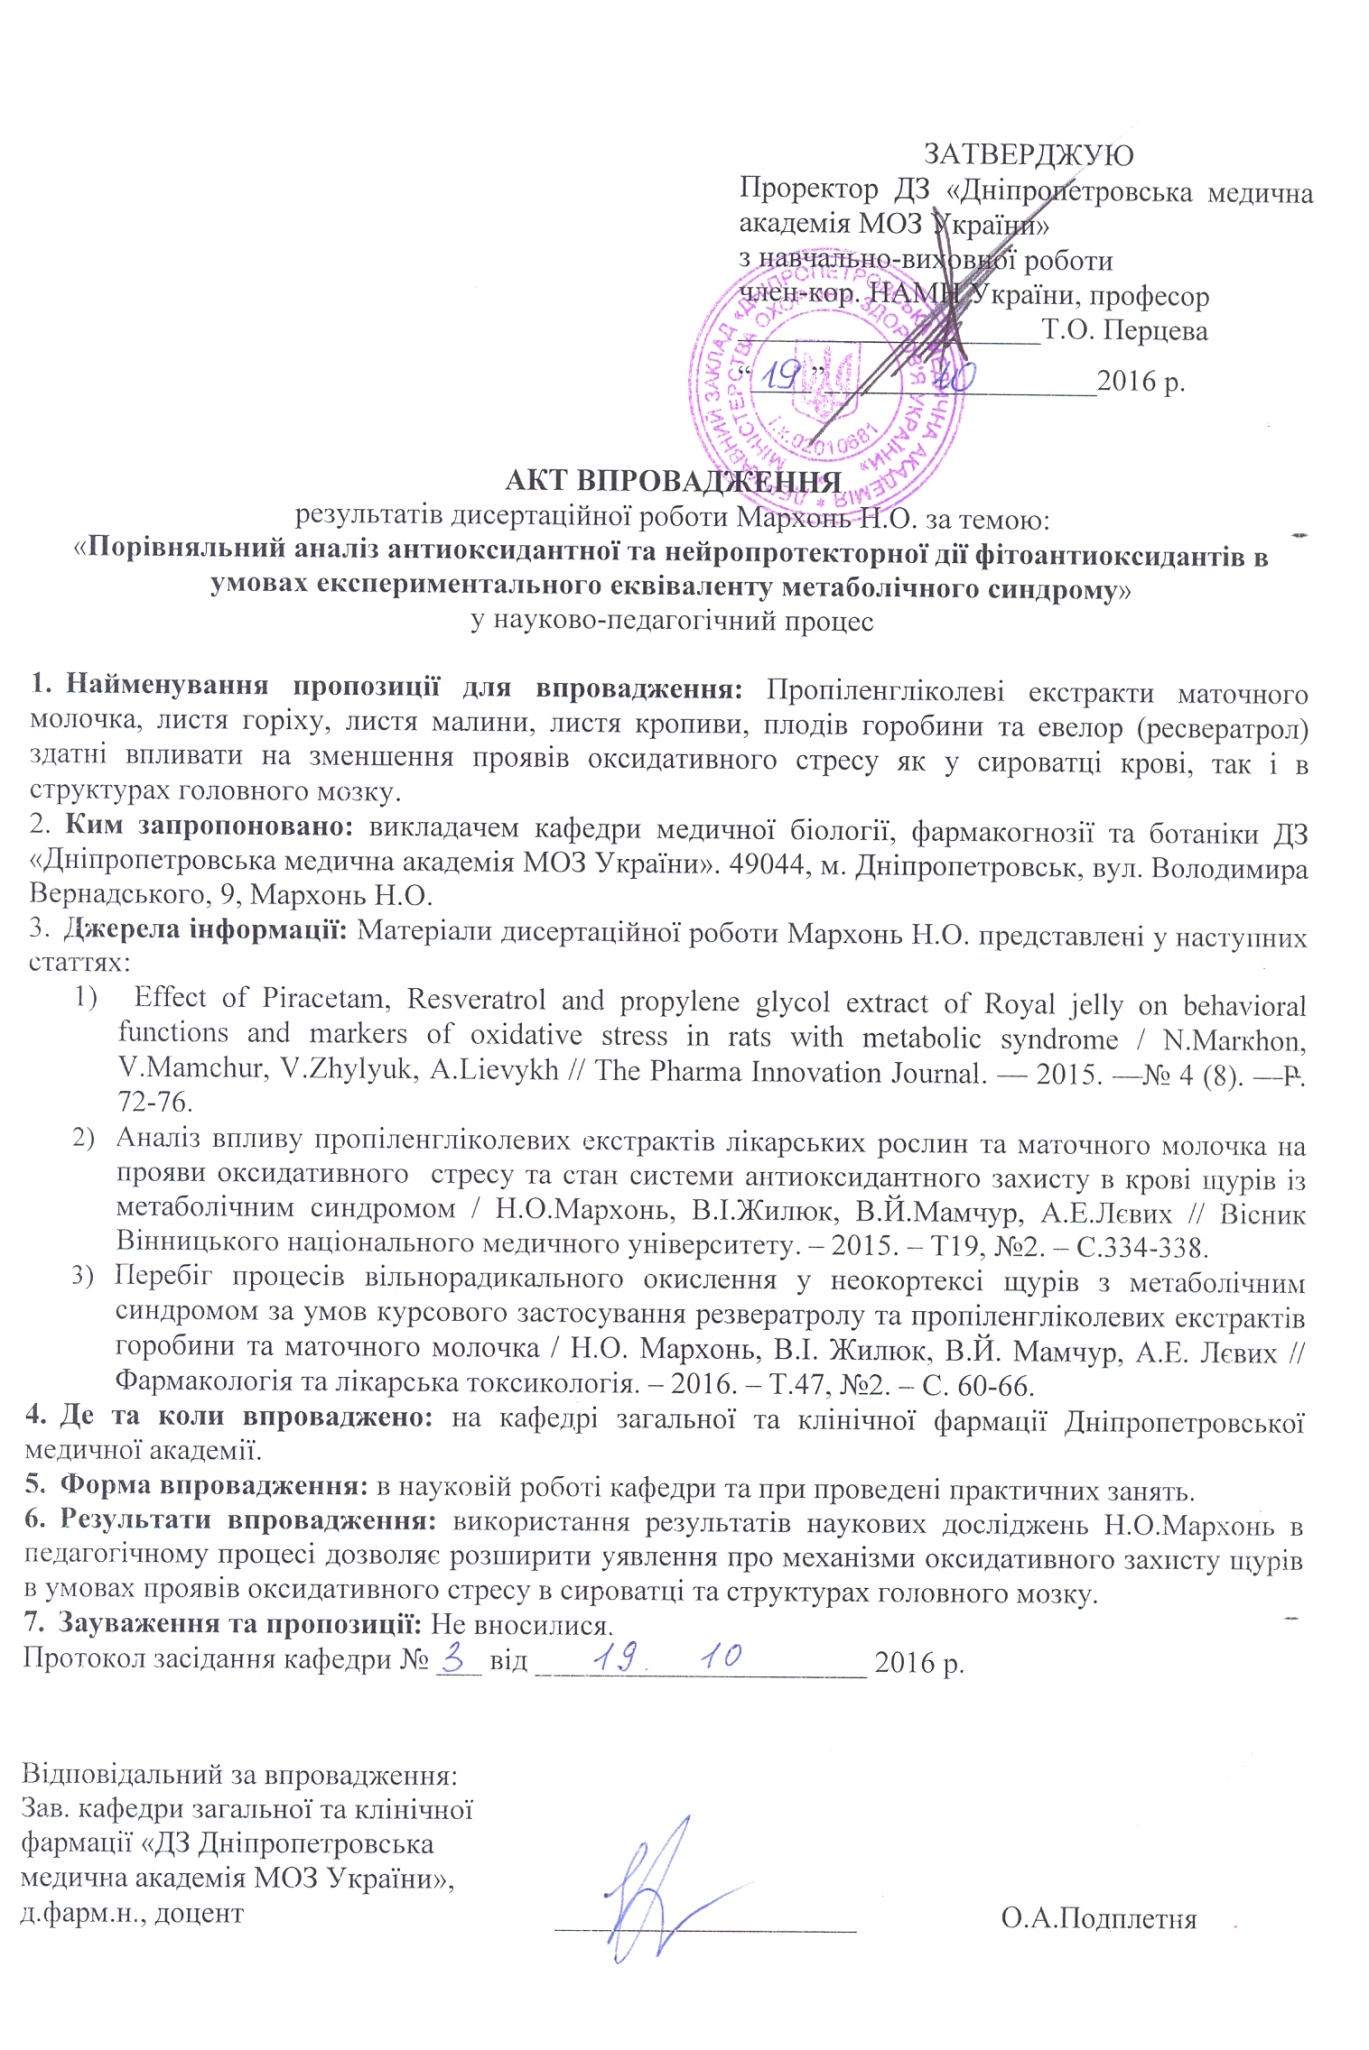 ЗАТВЕРДЖУЮ
Проректор ДЗ «Дніпропетровська медична
академія МОЗ України»
з навчально-виховної роботи
член-кор. НАМН України, професор
____________________Т.О. Перцева
“ 19 ” 10 2016 р.
ДЕРЖАВНИЙ ЗАКЛАД «ДНІПРОПЕТРОВСЬКА МЕДИЧНА АКАДЕМІЯ
МІНІСТЕРСТВА ОХОРОНИ ЗДОРОВ'Я УКРАЇНИ»
і.к.02010681
АКТ ВПРОВАДЖЕННЯ
результатів дисертаційної роботи Мархонь Н.О. за темою:
«Порівняльний аналіз антиоксидантної та нейропротекторної дії фітоантиоксидантів в
умовах експериментального еквіваленту метаболічного синдрому»
у науково-педагогічний процес
1. Найменування пропозиції для впровадження: Пропіленгліколеві екстракти маточного
молочка, листя горіху, листя малини, листя кропиви, плодів горобини та евелор (ресвератрол)
здатні впливати на зменшення проявів оксидативного стресу як у сироватці крові, так і в
структурах головного мозку.
2. Ким запропоновано: викладачем кафедри медичної біології, фармакогнозії та ботаніки ДЗ
«Дніпропетровська медична академія МОЗ України». 49044, м. Дніпропетровськ, вул. Володимира
Вернадського, 9, Мархонь Н.О.
3. Джерела інформації: Матеріали дисертаційної роботи Мархонь Н.О. представлені у наступних
статтях:
1) Effect of Piracetam, Resveratrol and propylene glycol extract of Royal jelly on behavioral
functions and markers of oxidative stress in rats with metabolic syndrome / N.Markhon,
V.Mamchur, V.Zhylyuk, A.Lievykh // The Pharma Innovation Journal. — 2015. —№ 4 (8). —P.
72-76.
2) Аналіз впливу пропіленгліколевих екстрактів лікарських рослин та маточного молочка на
прояви оксидативного стресу та стан системи антиоксидантного захисту в крові щурів із
метаболічним синдромом / Н.О.Мархонь, В.І.Жилюк, В.Й.Мамчур, А.Е.Лєвих // Вісник
Вінницького національного медичного університету. – 2015. – Т19, №2. – С.334-338.
3) Перебіг процесів вільнорадикального окислення у неокортексі щурів з метаболічним
синдромом за умов курсового застосування резвератролу та пропіленгліколевих екстрактів
горобини та маточного молочка / Н.О. Мархонь, В.І. Жилюк, В.Й. Мамчур, А.Е. Лєвих //
Фармакологія та лікарська токсикологія. – 2016. – Т.47, №2. – С. 60-66.
4. Де та коли впроваджено: на кафедрі загальної та клінічної фармації Дніпропетровської
медичної академії.
5. Форма впровадження: в науковій роботі кафедри та при проведені практичних занять.
6. Результати впровадження: використання результатів наукових досліджень Н.О.Мархонь в
педагогічному процесі дозволяє розширити уявлення про механізми оксидативного захисту щурів
в умовах проявів оксидативного стресу в сироватці та структурах головного мозку.
7. Зауваження та пропозиції: Не вносилися.
Протокол засідання кафедри № 3 від 19. 10 2016 р.
Відповідальний за впровадження:
Зав. кафедри загальної та клінічної
фармації «ДЗ Дніпропетровська
медична академія МОЗ України»,
д.фарм.н., доцент ____________________ О.А.Подплетня